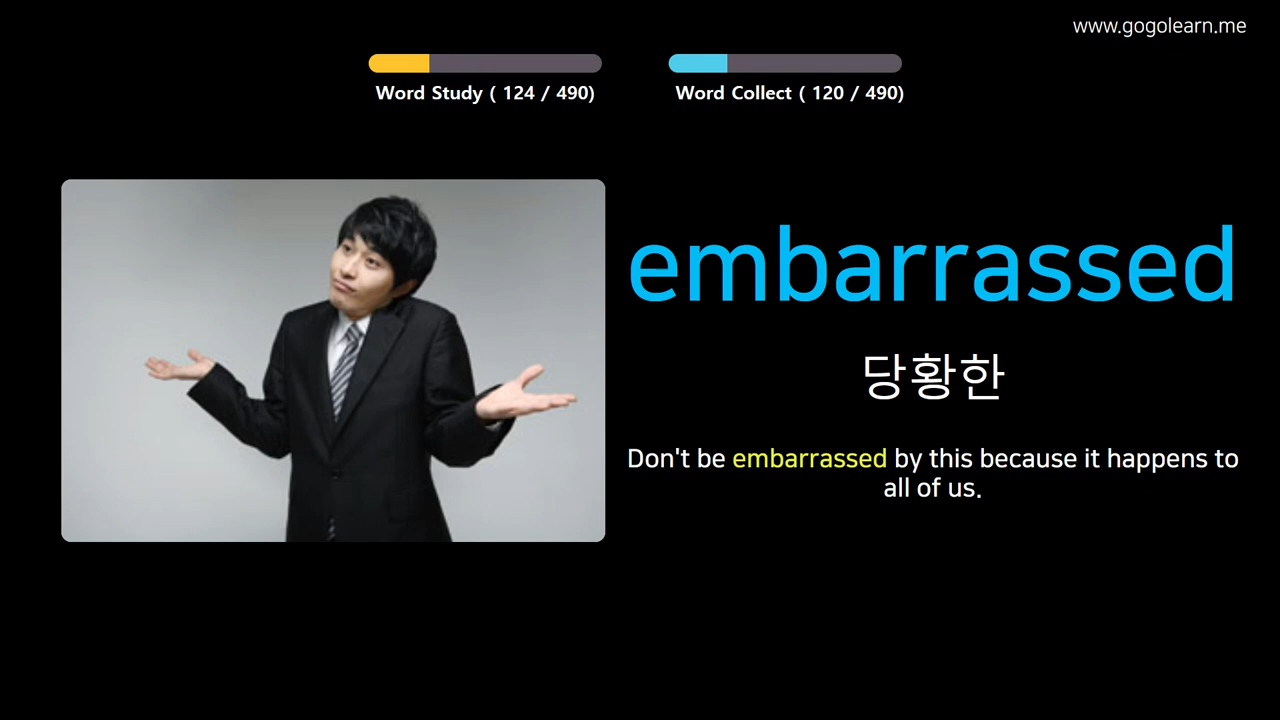 www.gogolearn.me
Word Study ( 124 / 490)
Word Collect ( 120 / 490)
embarrassed
당황한
Don't be embarrassed by this because it happens to
all of us.